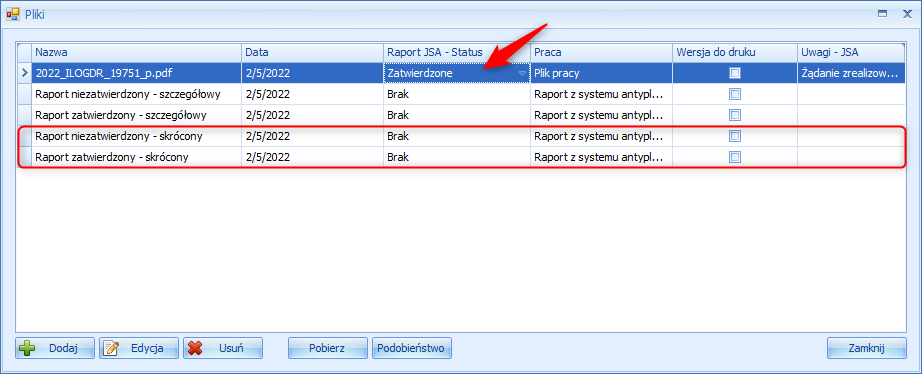 Pliki
Nazwa Data Raport JSA - Status Praca Wersja do druku Uwagi - JSA
2022_ILOGDR_19751_p.pdf 2/5/2022 Zatwierdzone Plik pracy Żądanie zrealizow...
Raport niezatwierdzony - szczegółowy 2/5/2022 Brak Raport z systemu antypl...
Raport zatwierdzony - szczegółowy 2/5/2022 Brak Raport z systemu antypl...
Raport niezatwierdzony - skrócony 2/5/2022 Brak Raport z systemu antypl...
Raport zatwierdzony - skrócony 2/5/2022 Brak Raport z systemu antypl...
Dodaj Edycja Usuń Pobierz Podobieństwo Zamknij